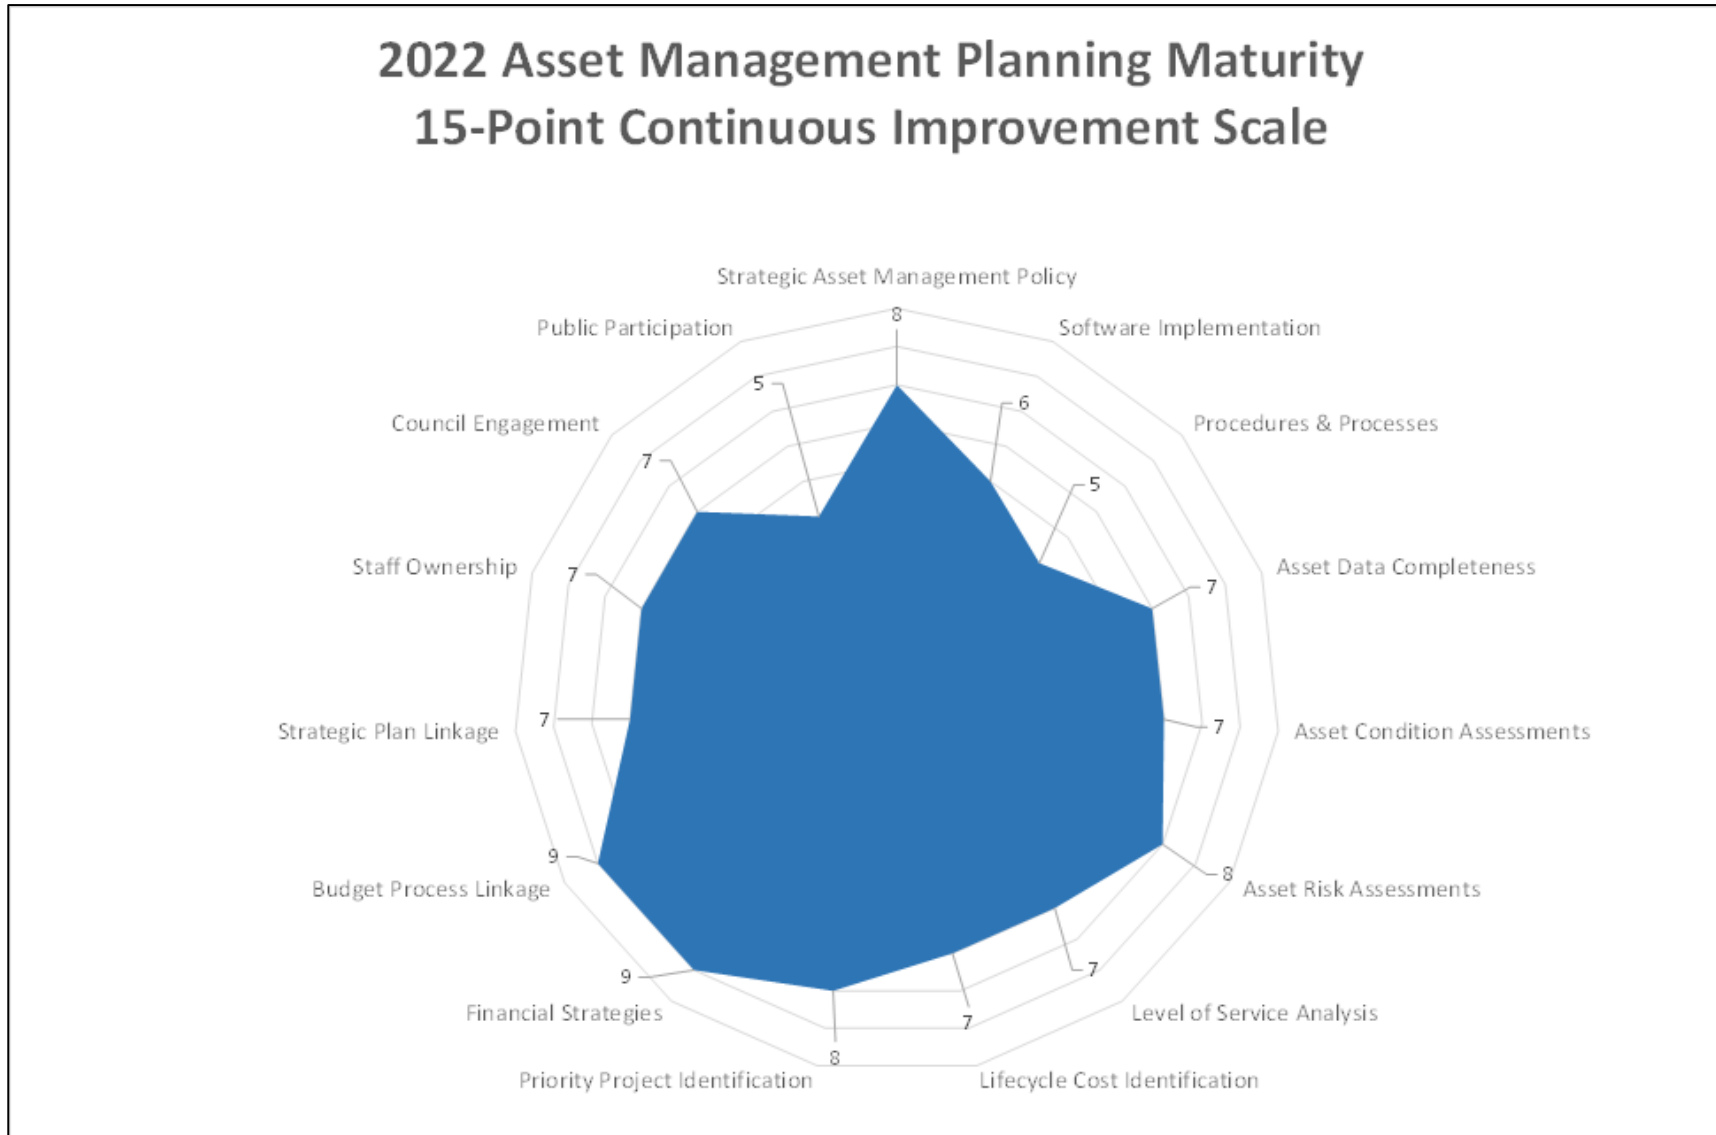 2022 Asset Management Planning Maturity
15-Point Continuous Improvement Scale
Strategic Asset Management Policy
8
Public Participation
Software Implementation
5
6
Council Engagement
Procedures & Processes
7
5
Staff Ownership
7
7
Asset Data Completeness
Strategic Plan Linkage
7
7
Asset Condition Assessments
9
8
Budget Process Linkage
Asset Risk Assessments
9
7
Financial Strategies
Level of Service Analysis
7
8
Priority Project Identification
Lifecycle Cost Identification